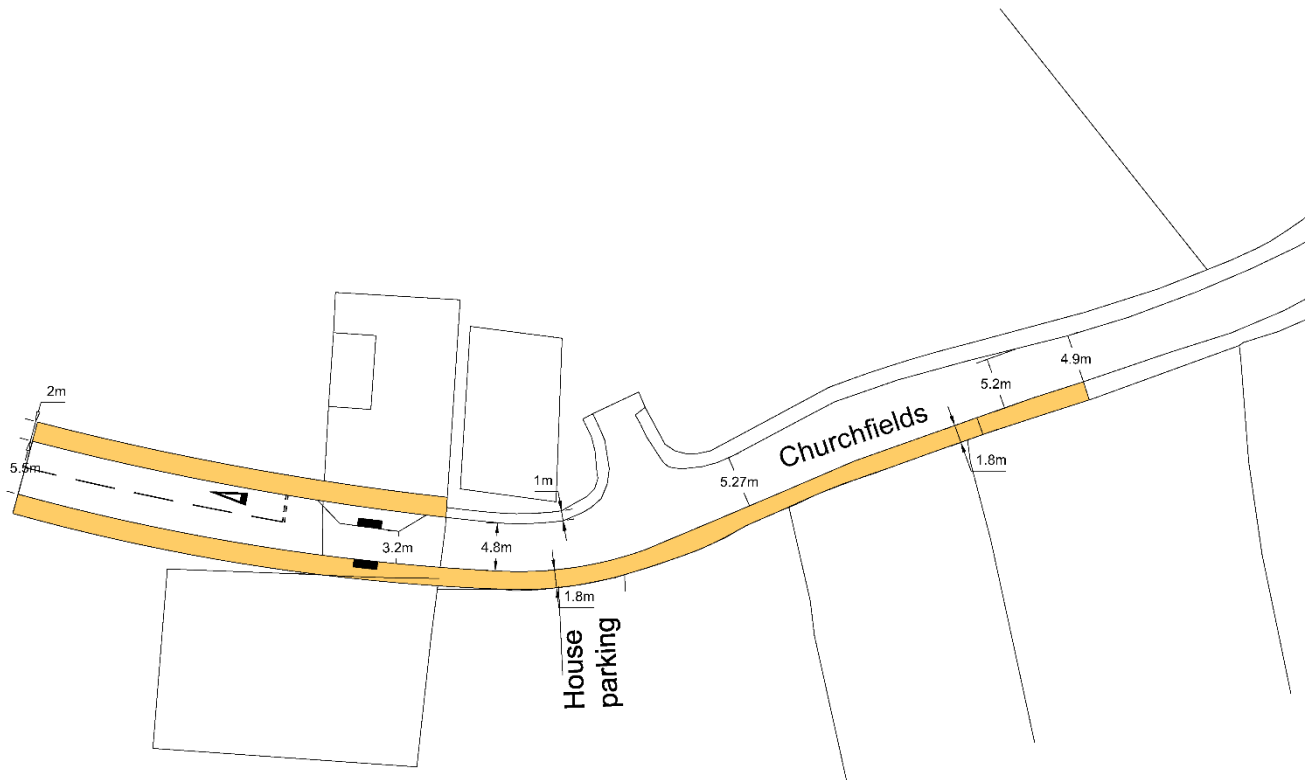 2m
5.5m
3.2m
4.8m
1m
1.8m
House
parking
5.27m
Churchfields
5.2m
4.9m
1.8m